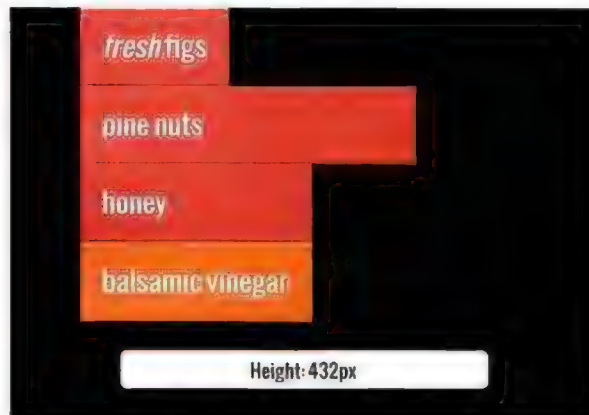 fresh figs
pine nuts
honey
balsamic vinegar
Height: 432px